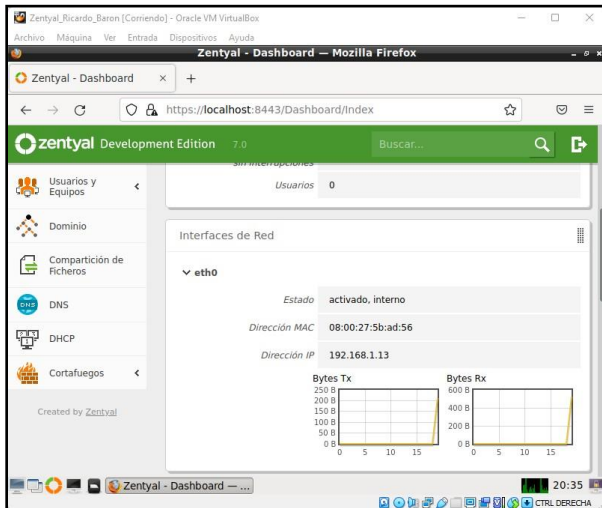 Zentyal_Ricardo_Baron [Corriendo] - Oracle VM VirtualBox
Archivo Máquina Ver Entrada Dispositivos Ayuda
Zentyal - Dashboard — Mozilla Firefox
Zentyal - Dashboard
https://localhost:8443/Dashboard/Index
zentyal Development Edition 7.0 Buscar...
sin interrupciones
Usuarios 0
Usuarios y Equipos
Dominio
Compartición de Ficheros
DNS
DHCP
Cortafuegos
Created by Zentyal
Interfaces de Red
eth0
Estado activado, interno
Dirección MAC 08:00:27:5b:ad:56
Dirección IP 192.168.1.13
Bytes Tx
250 B
200 B
150 B
100 B
50 B
0 B
0 5 10 15
Bytes Rx
600 B
400 B
200 B
0 B
0 5 10 15
Zentyal - Dashboard — ...
20:35
CTRL DERECHA